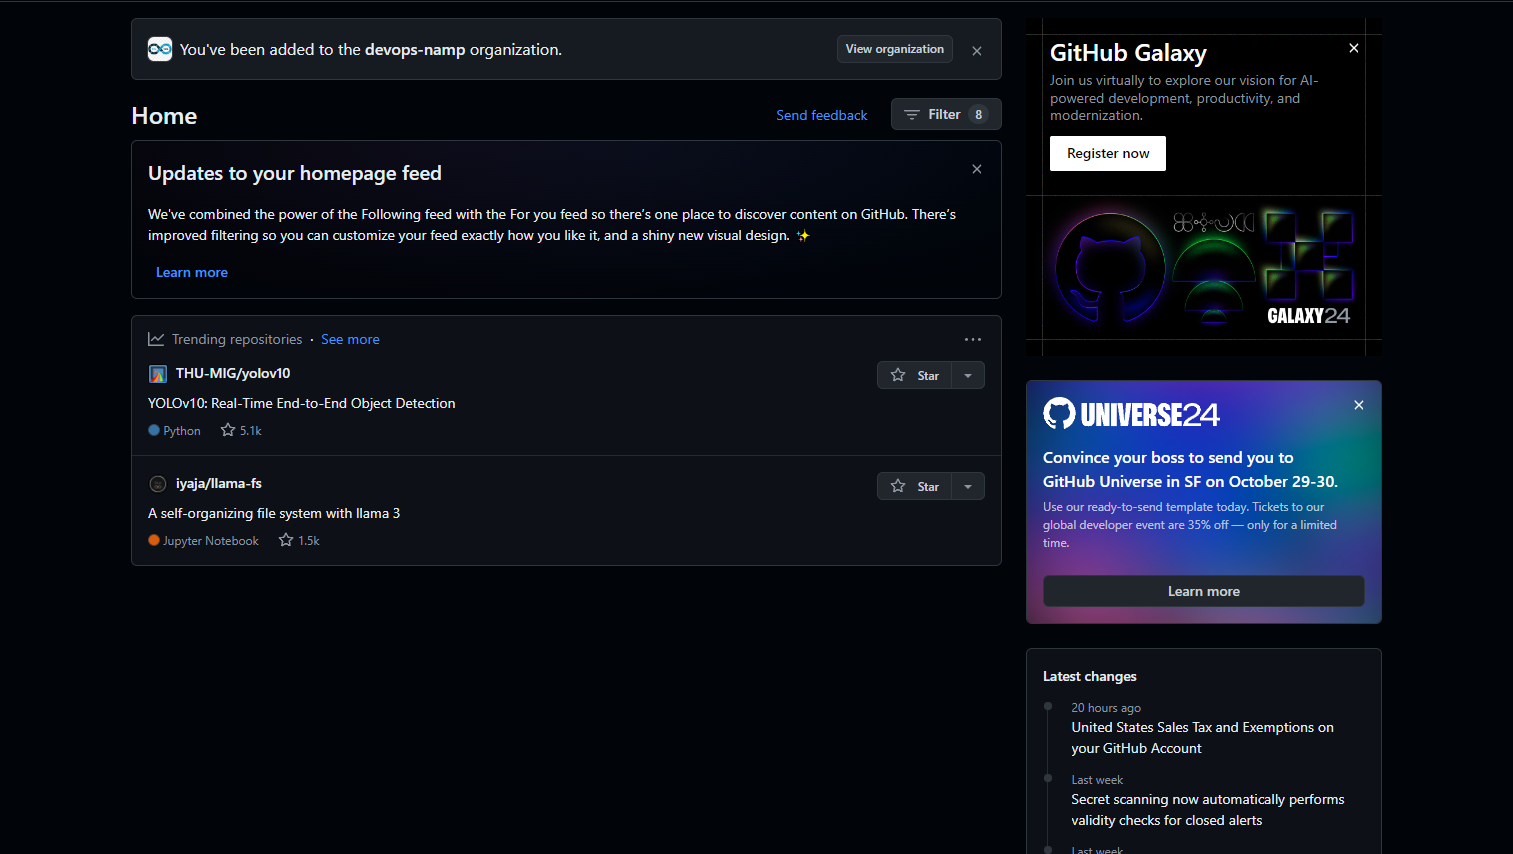 You've been added to the devops-namp organization.
View organization
Home
Send feedback
Filter 8
Updates to your homepage feed
We've combined the power of the Following feed with the For you feed so there's one place to discover content on GitHub. There's
improved filtering so you can customize your feed exactly how you like it, and a shiny new visual design. ✨
Learn more
Trending repositories · See more
THU-MIG/yolov10
Star
YOLOv10: Real-Time End-to-End Object Detection
Python 5.1k
iyaja/llama-fs
Star
A self-organizing file system with llama 3
Jupyter Notebook 1.5k
GitHub Galaxy
Join us virtually to explore our vision for AI-
powered development, productivity, and
modernization.
Register now
GALAXY24
UNIVERSE24
Convince your boss to send you to
GitHub Universe in SF on October 29-30.
Use our ready-to-send template today. Tickets to our
global developer event are 35% off — only for a limited
time.
Learn more
Latest changes
20 hours ago
United States Sales Tax and Exemptions on
your GitHub Account
Last week
Secret scanning now automatically performs
validity checks for closed alerts
Last week